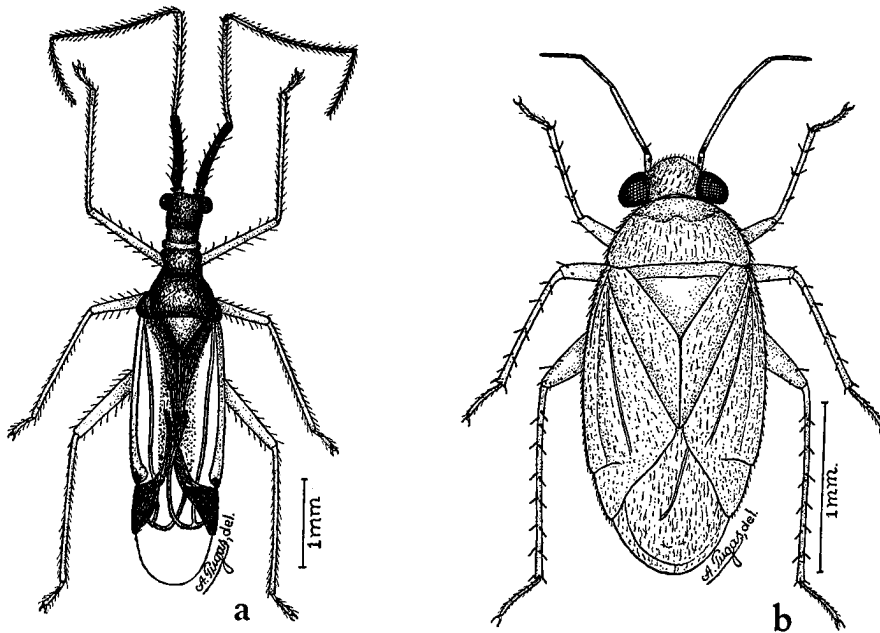 1mm
A. Pugas, del.
a
1mm.
A. Pugas, del.
b